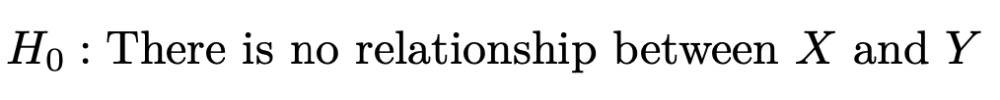 H₀ : There is no relationship between X and Y